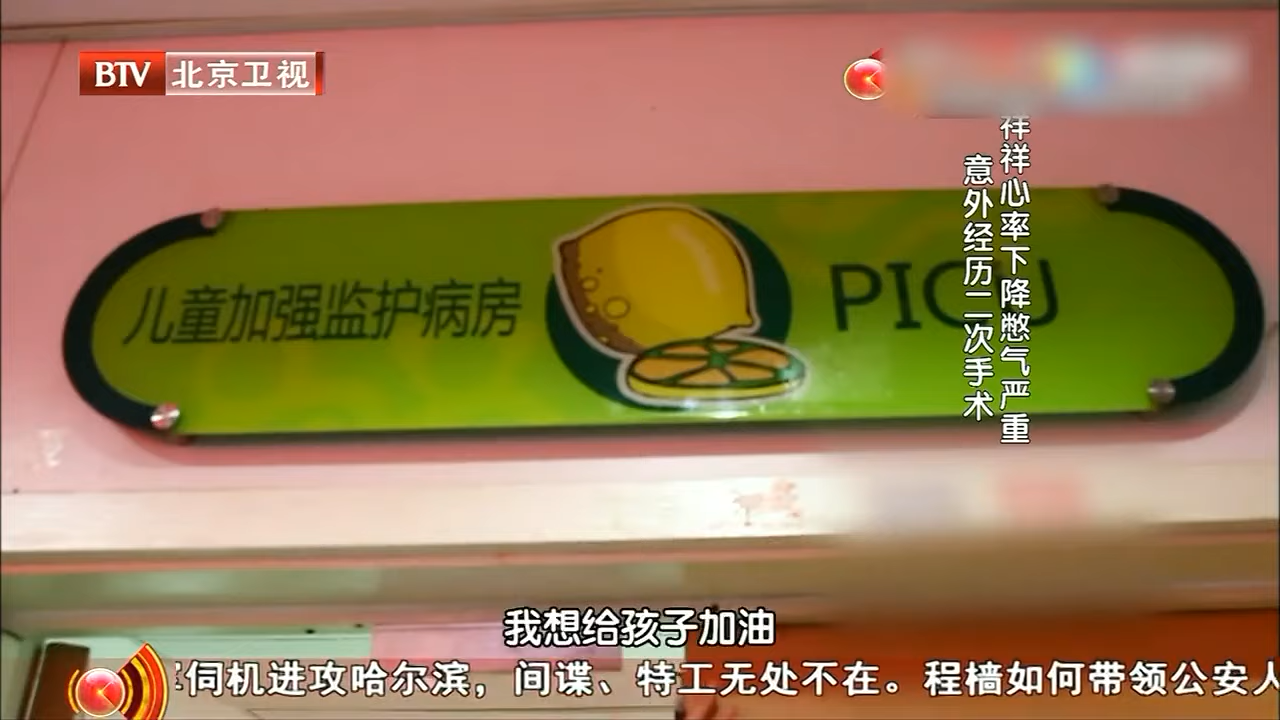 BTV 北京卫视
祥祥心率下降憋气严重
意外经历二次手术
儿童加强监护病房
PICU
我想给孩子加油
伺机进攻哈尔滨，间谍、特工无处不在。程樯如何带领公安人